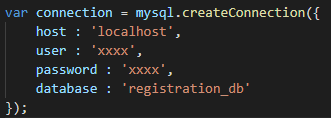 var connection = mysql.createConnection({
    host : 'localhost',
    user : 'xxxx',
    password : 'xxxx',
    database : 'registration_db'
});